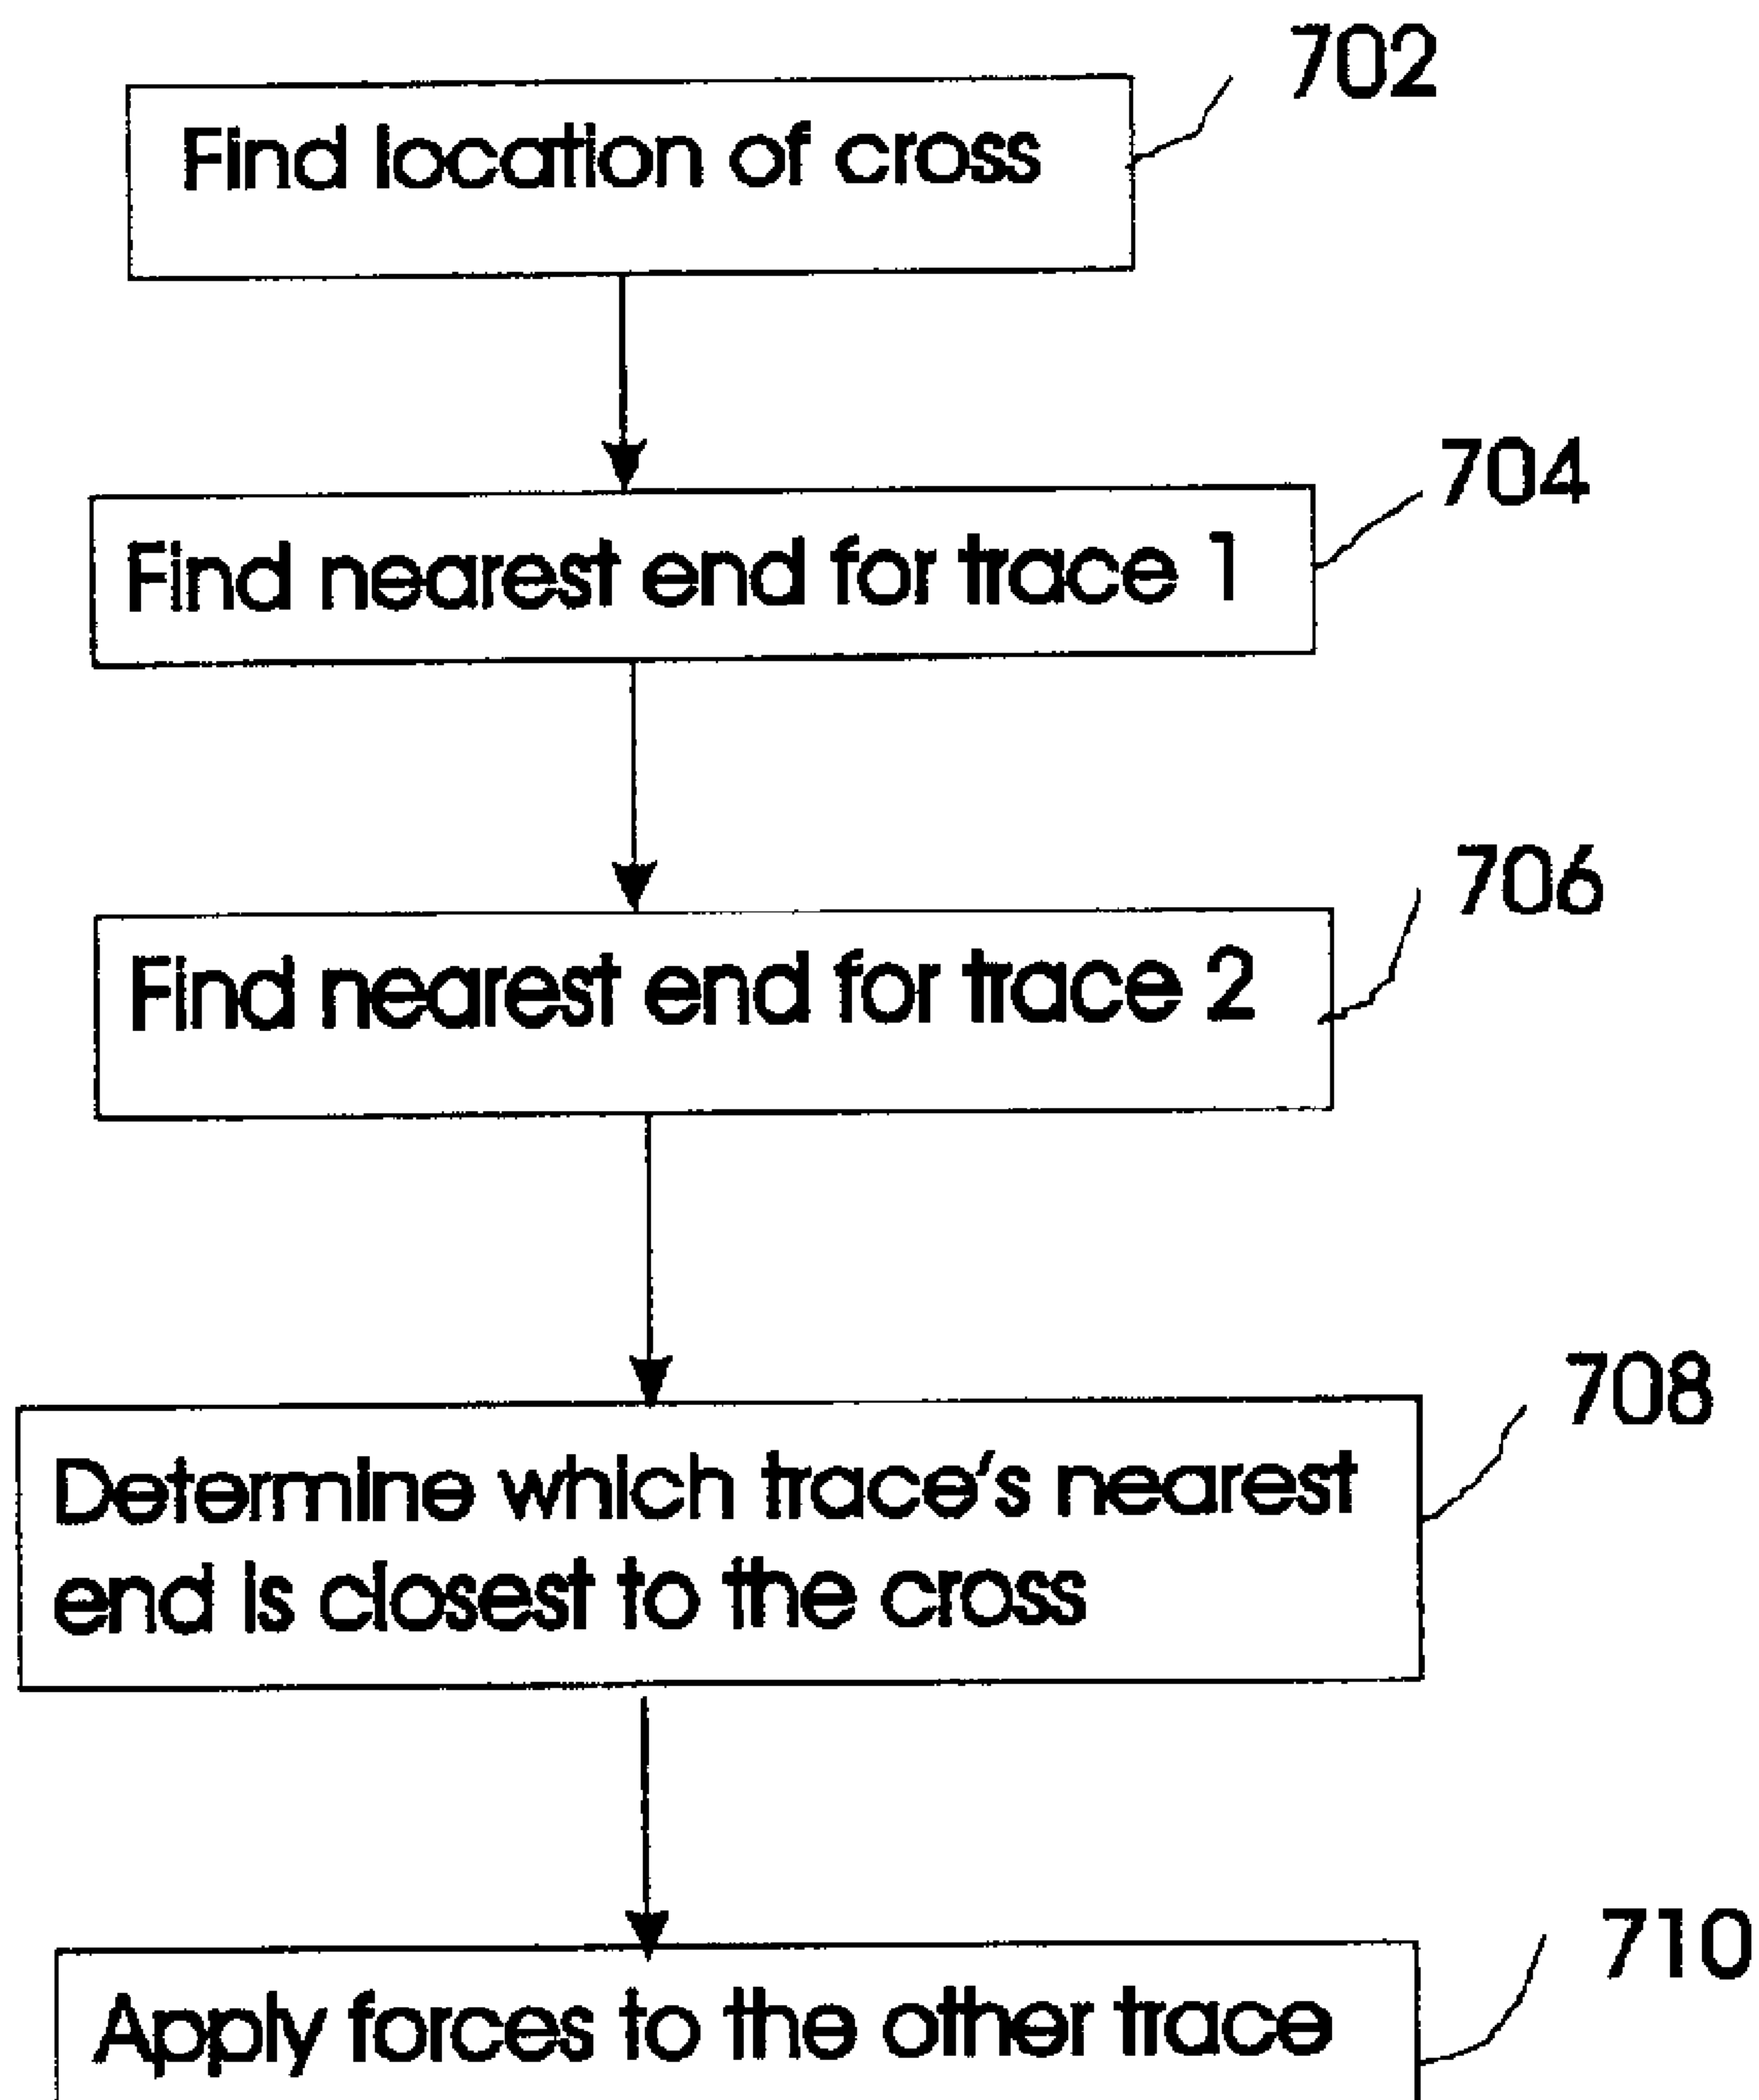 702
Find location of cross
704
Find nearest end for trace 1
706
Find nearest end for trace 2
708
Determine which trace's nearest
end is closest to the cross
710
Apply forces to the other trace